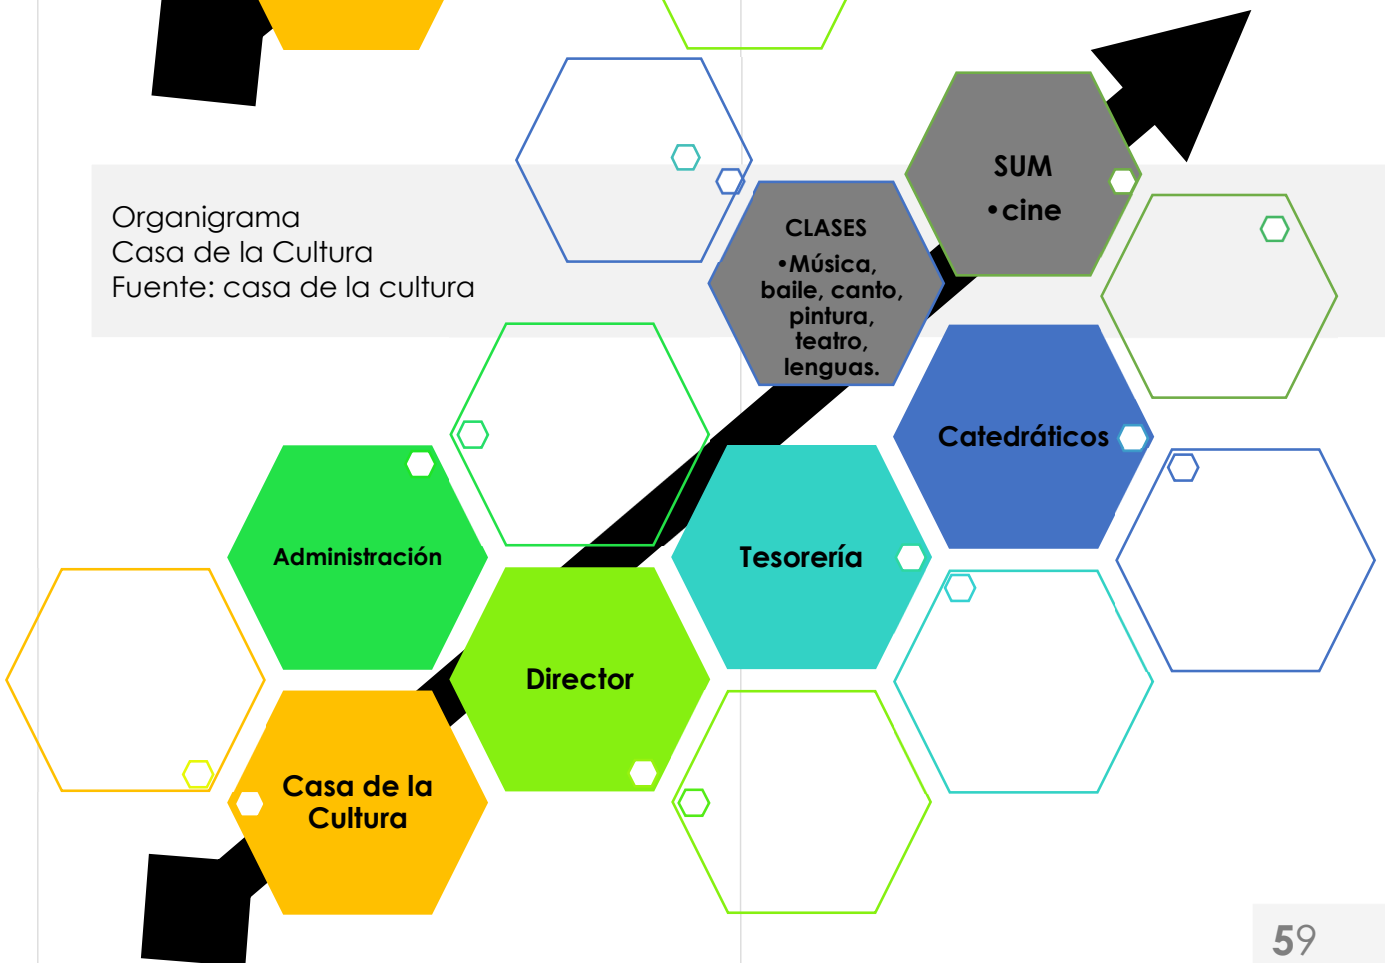 Organigrama
Casa de la Cultura
Fuente: casa de la cultura
SUM
•cine
CLASES
•Música,
baile, canto,
pintura,
teatro,
lenguas.
Catedráticos
Administración
Tesorería
Director
Casa de la
Cultura
59